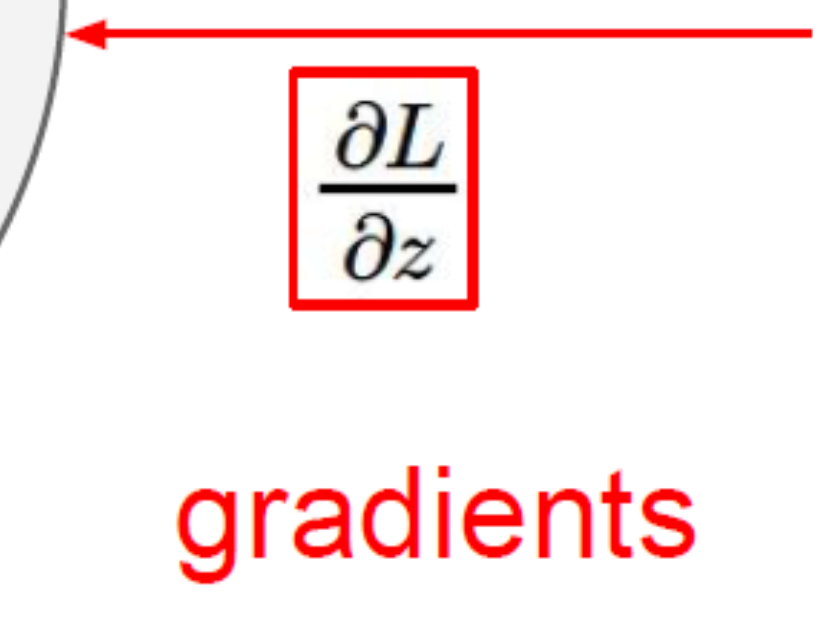 ∂L
∂z
gradients